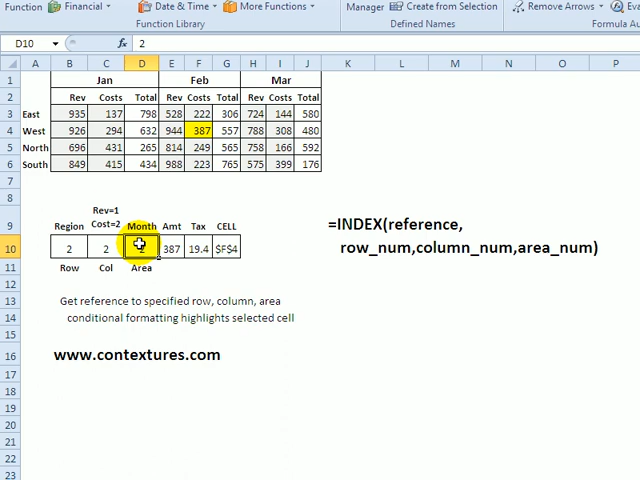 Function Financial Date & Time More Functions Manager Create from Selection Remove Arrows Eva
Function Library Defined Names Formula Au
D10 fx 2
A B C D E F G H I J K L M N O P
1 Jan Feb Mar
2 Rev Costs Total Rev Costs Total Rev Costs Total
3 East 935 137 798 528 222 306 724 144 580
4 West 926 294 632 944 387 557 788 308 480
5 North 696 431 265 814 249 565 758 166 592
6 South 849 415 434 988 223 765 575 399 176
7
8
Rev=1
9 Region Cost=2 Month Amt Tax CELL
=INDEX(reference,
10 2 2 2 387 19.4 $F$4
row_num,column_num,area_num)
11 Row Col Area
12
13 Get reference to specified row, column, area
14 conditional formatting highlights selected cell
15
16 www.contextures.com
17
18
19
20
21
22
23